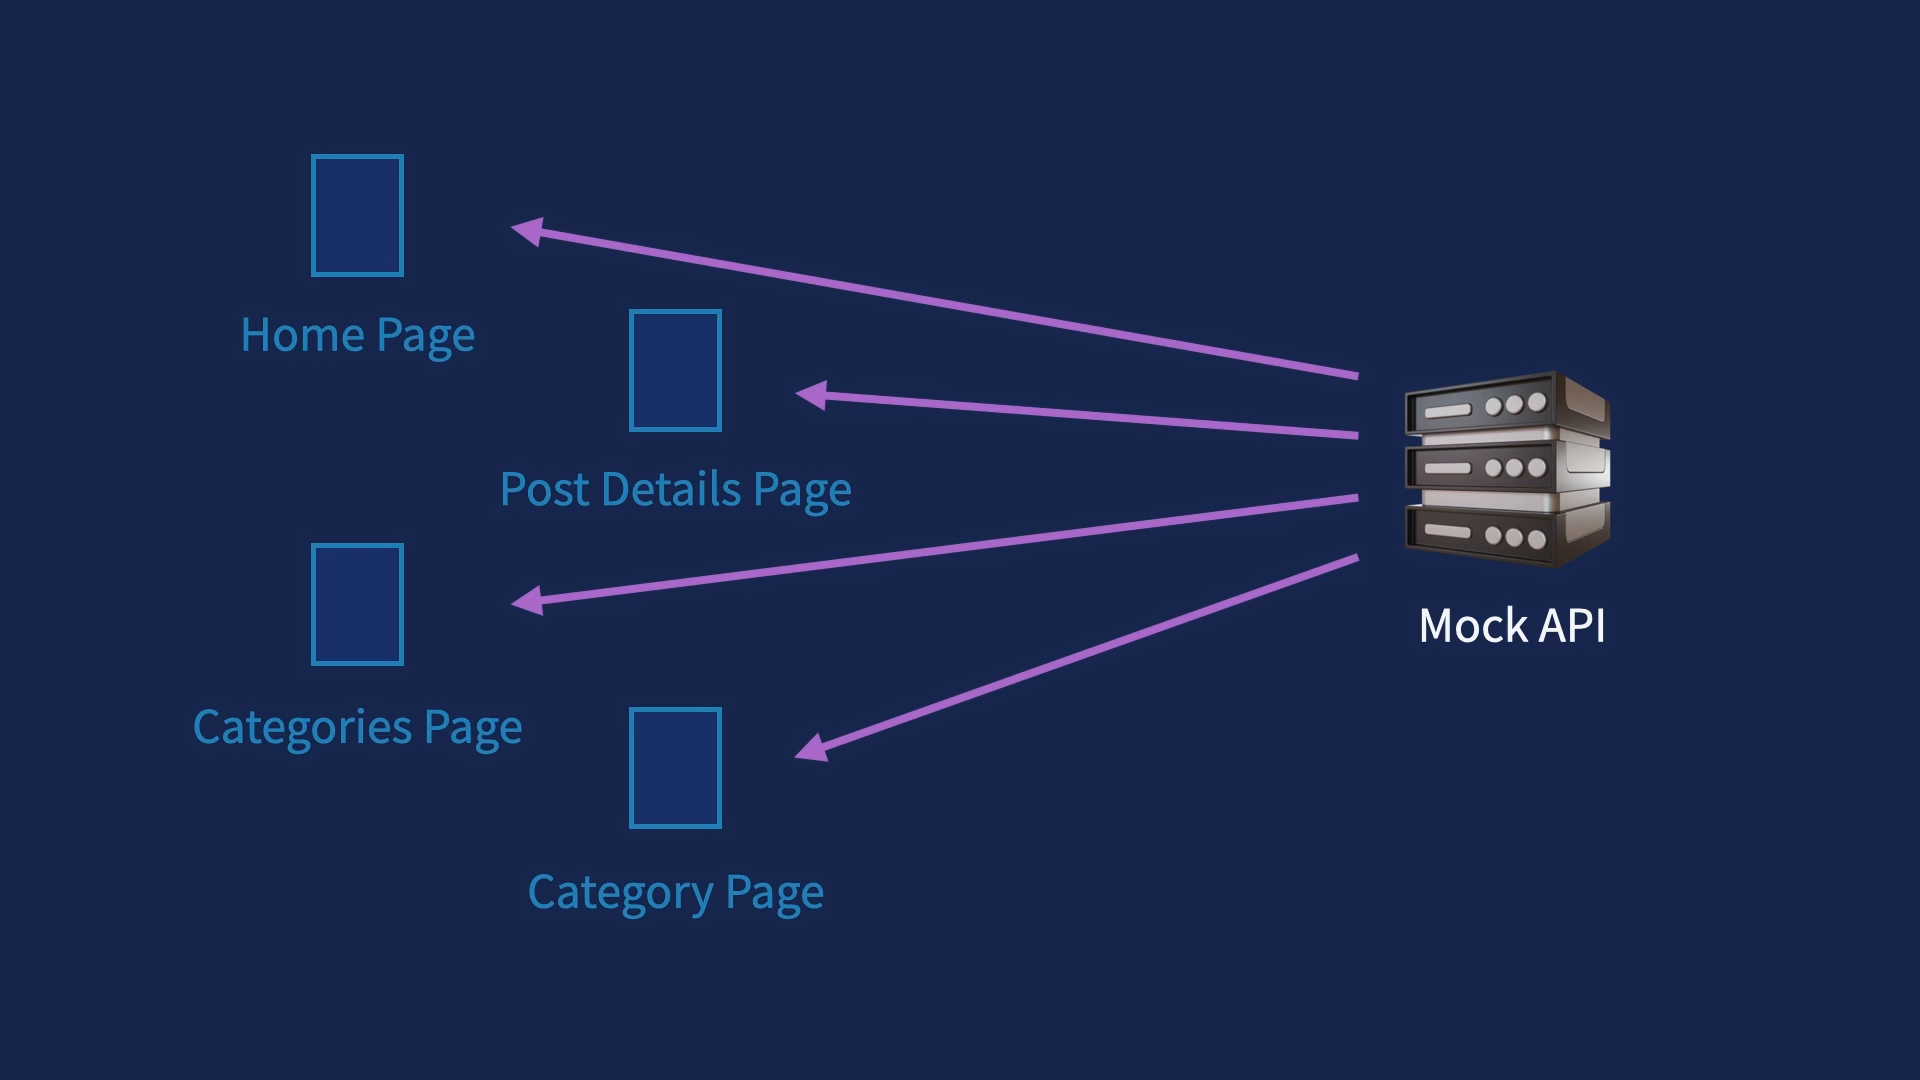 Home Page
Post Details Page
Categories Page
Category Page
Mock API